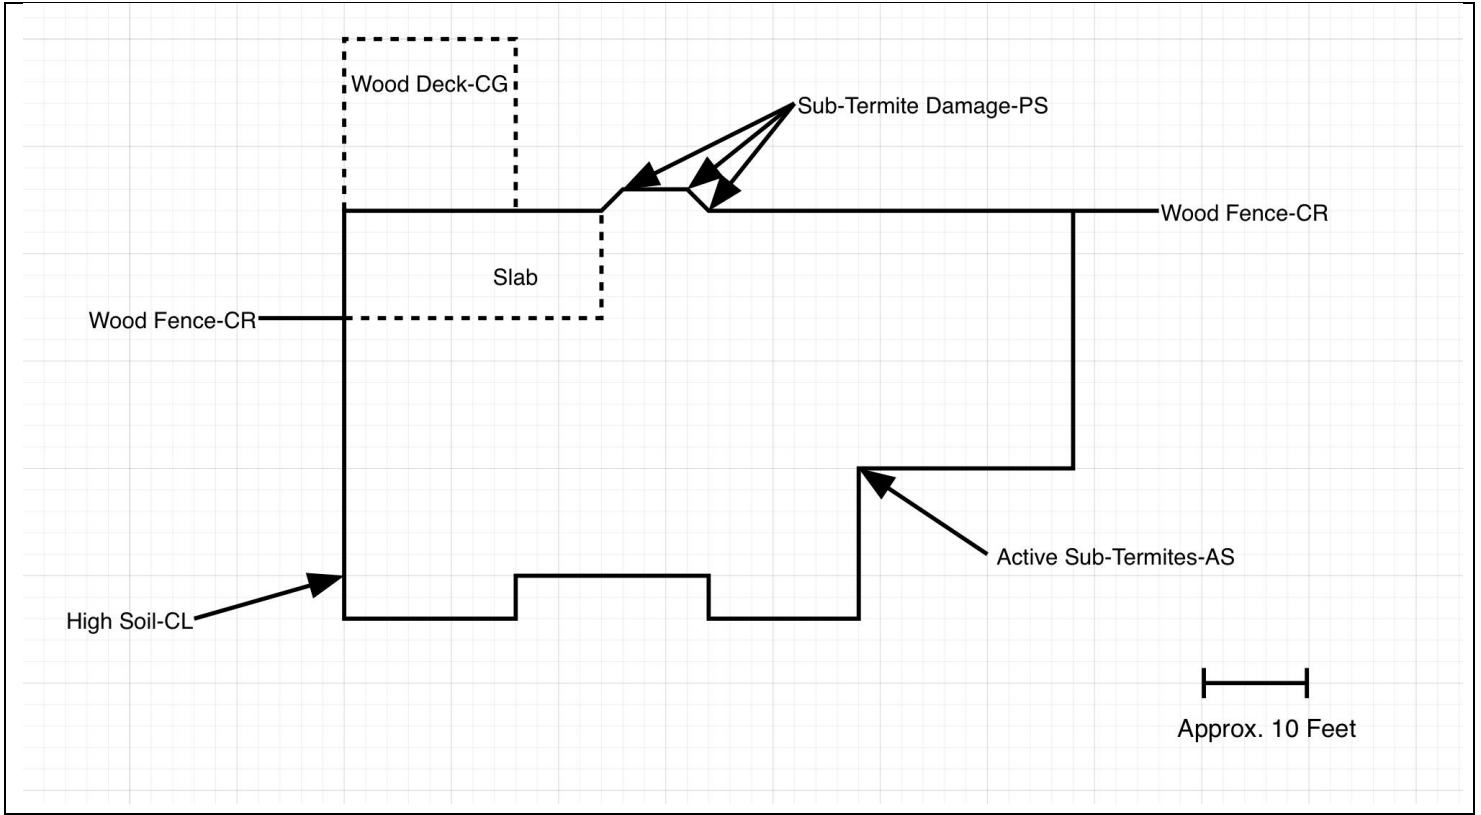 Wood Deck-CG
Sub-Termite Damage-PS
Wood Fence-CR
Slab
Wood Fence-CR
Active Sub-Termites-AS
High Soil-CL
Approx. 10 Feet